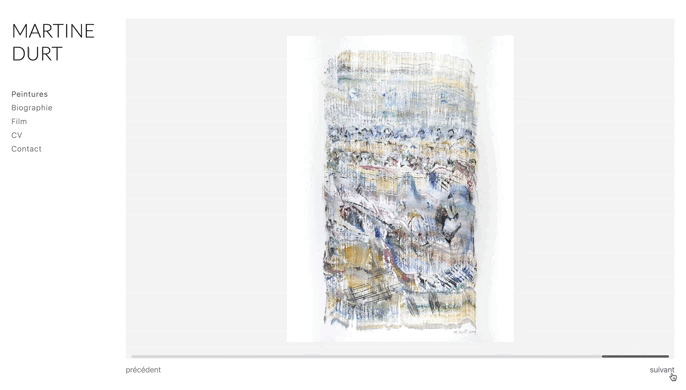 MARTINE
DURT
Peintures
Biographie
Film
CV
Contact
précédent
suivant